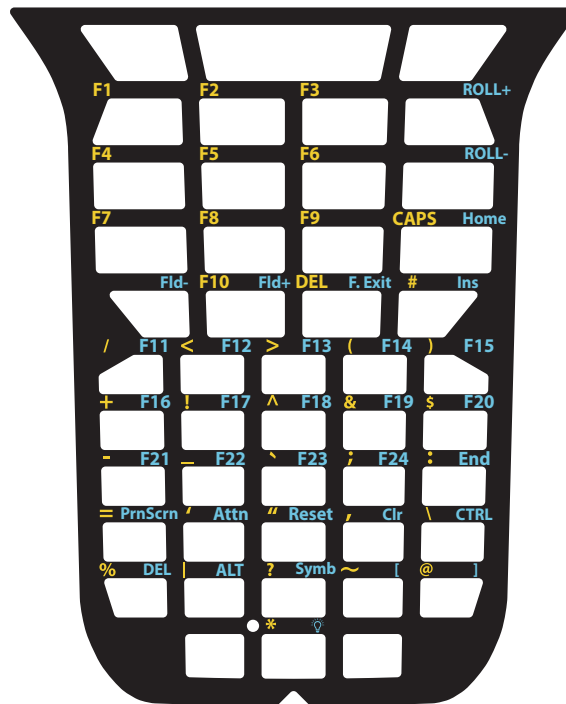 F1 F2 F3 ROLL+
F4 F5 F6 ROLL-
F7 F8 F9 CAPS Home
Fld- F10 Fld+ DEL F. Exit # Ins
/ F11 < F12 > F13 ( F14 ) F15
+ F16 ! F17 ^ F18 & F19 $ F20
- F21 _ F22 ` F23 ; F24 : End
= PrnScrn ‘ Attn “ Reset , Clr \ CTRL
% DEL | ALT ? Symb ~ [ @ ]
*